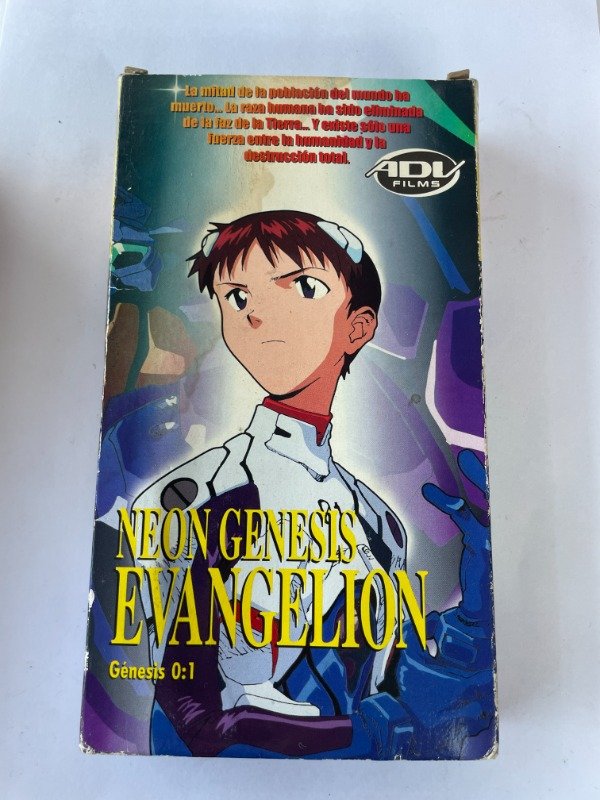 La mitad de la población del mundo ha
muerto... La raza humana ha sido eliminada
de la faz de la Tierra... Y existe sólo una
fuerza entre la humanidad y la
destrucción total.
ADV
FILMS
NEON GENESIS
EVANGELION
Génesis 0:1